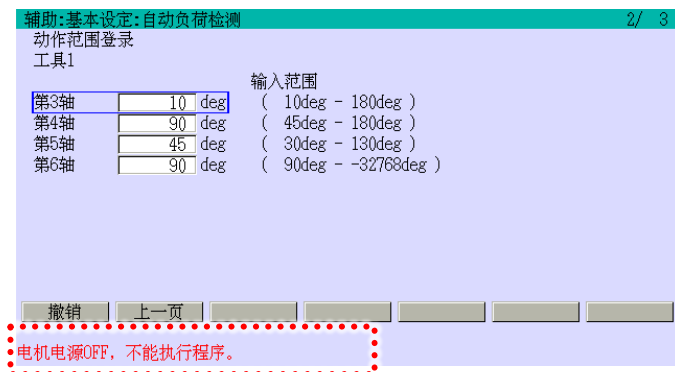 辅助:基本设定:自动负荷检测 2/ 3
动作范围登录
工具1
输入范围
第3轴 10 deg ( 10deg - 180deg )
第4轴 90 deg ( 45deg - 180deg )
第5轴 45 deg ( 30deg - 130deg )
第6轴 90 deg ( 90deg - -32768deg )
撤销 上一页
电机电源OFF，不能执行程序。